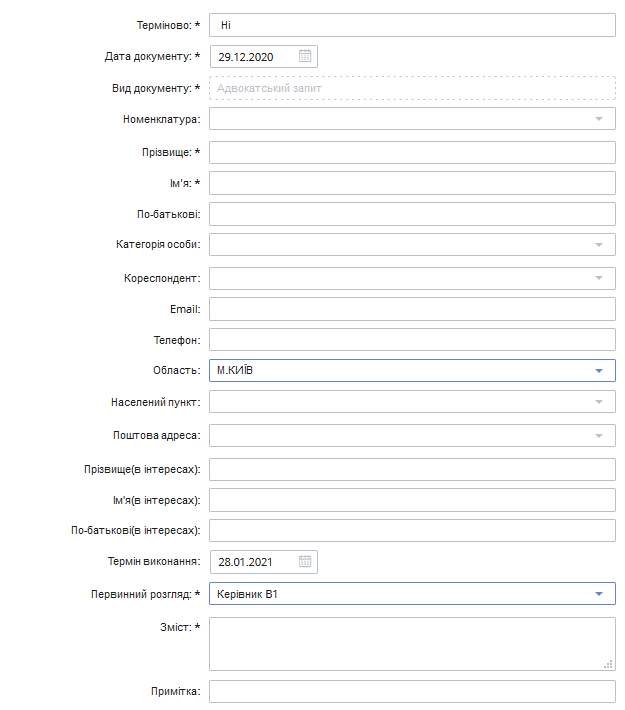 Терміново: * Ні
Дата документу: * 29.12.2020
Вид документу: * Адвокатський запит
Номенклатура:
Прізвище: *
Ім'я: *
По-батькові:
Категорія особи:
Кореспондент:
Email:
Телефон:
Область: М.КИЇВ
Населений пункт:
Поштова адреса:
Прізвище(в інтересах):
Ім'я(в інтересах):
По-батькові(в інтересах):
Термін виконання: 28.01.2021
Первинний розгляд: * Керівник В1
Зміст: *
Примітка: